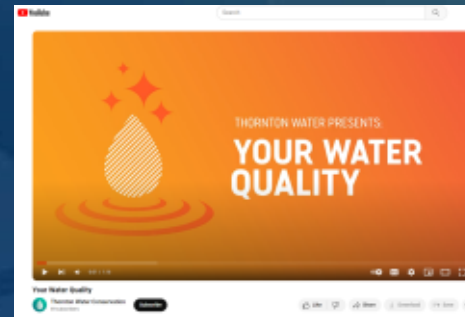 YouTube
Search
THORNTON WATER PRESENTS:
YOUR WATER
QUALITY
Your Water Quality
Thornton Water Conservation
Subscribe
Like
Share
Download